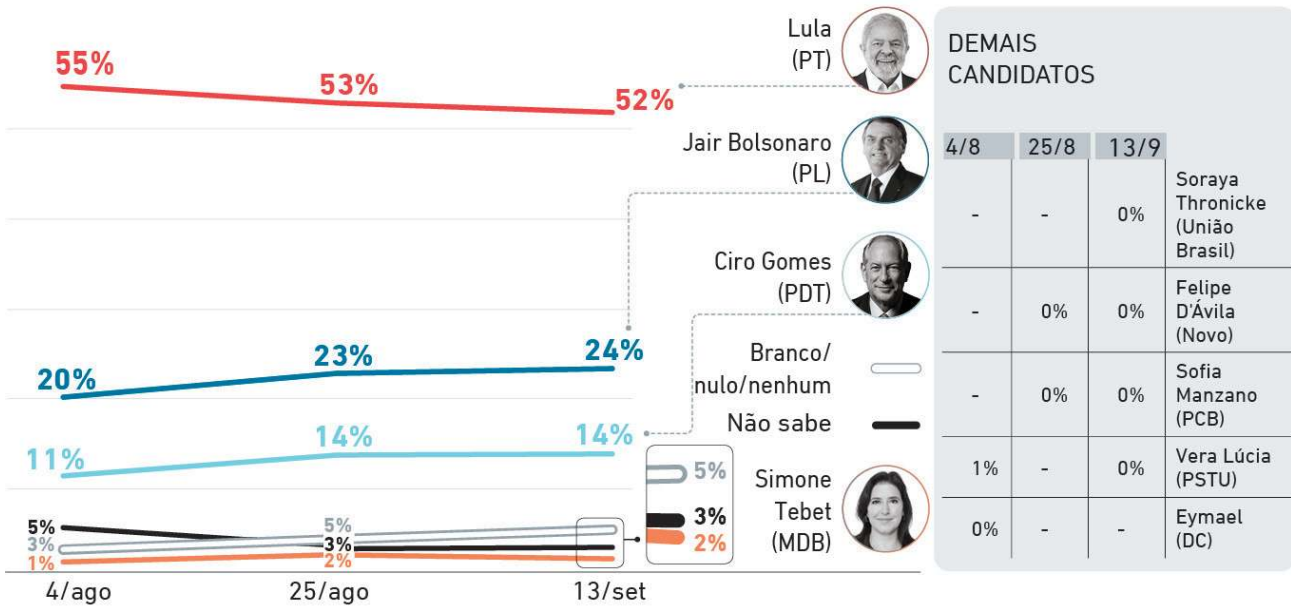 55%
53%
52%
20%
23%
24%
11%
14%
14%
5%
3%
1%
5%
3%
2%
5%
3%
2%
4/ago
25/ago
13/set
Lula
(PT)
Jair Bolsonaro
(PL)
Ciro Gomes
(PDT)
Branco/
nulo/nenhum
Não sabe
Simone
Tebet
(MDB)
DEMAIS
CANDIDATOS
4/8 25/8 13/9
- - 0% Soraya
Thronicke
(União
Brasil)
- 0% 0% Felipe
D'Ávila
(Novo)
- 0% 0% Sofia
Manzano
(PCB)
1% - 0% Vera Lúcia
(PSTU)
0% - - Eymael
(DC)